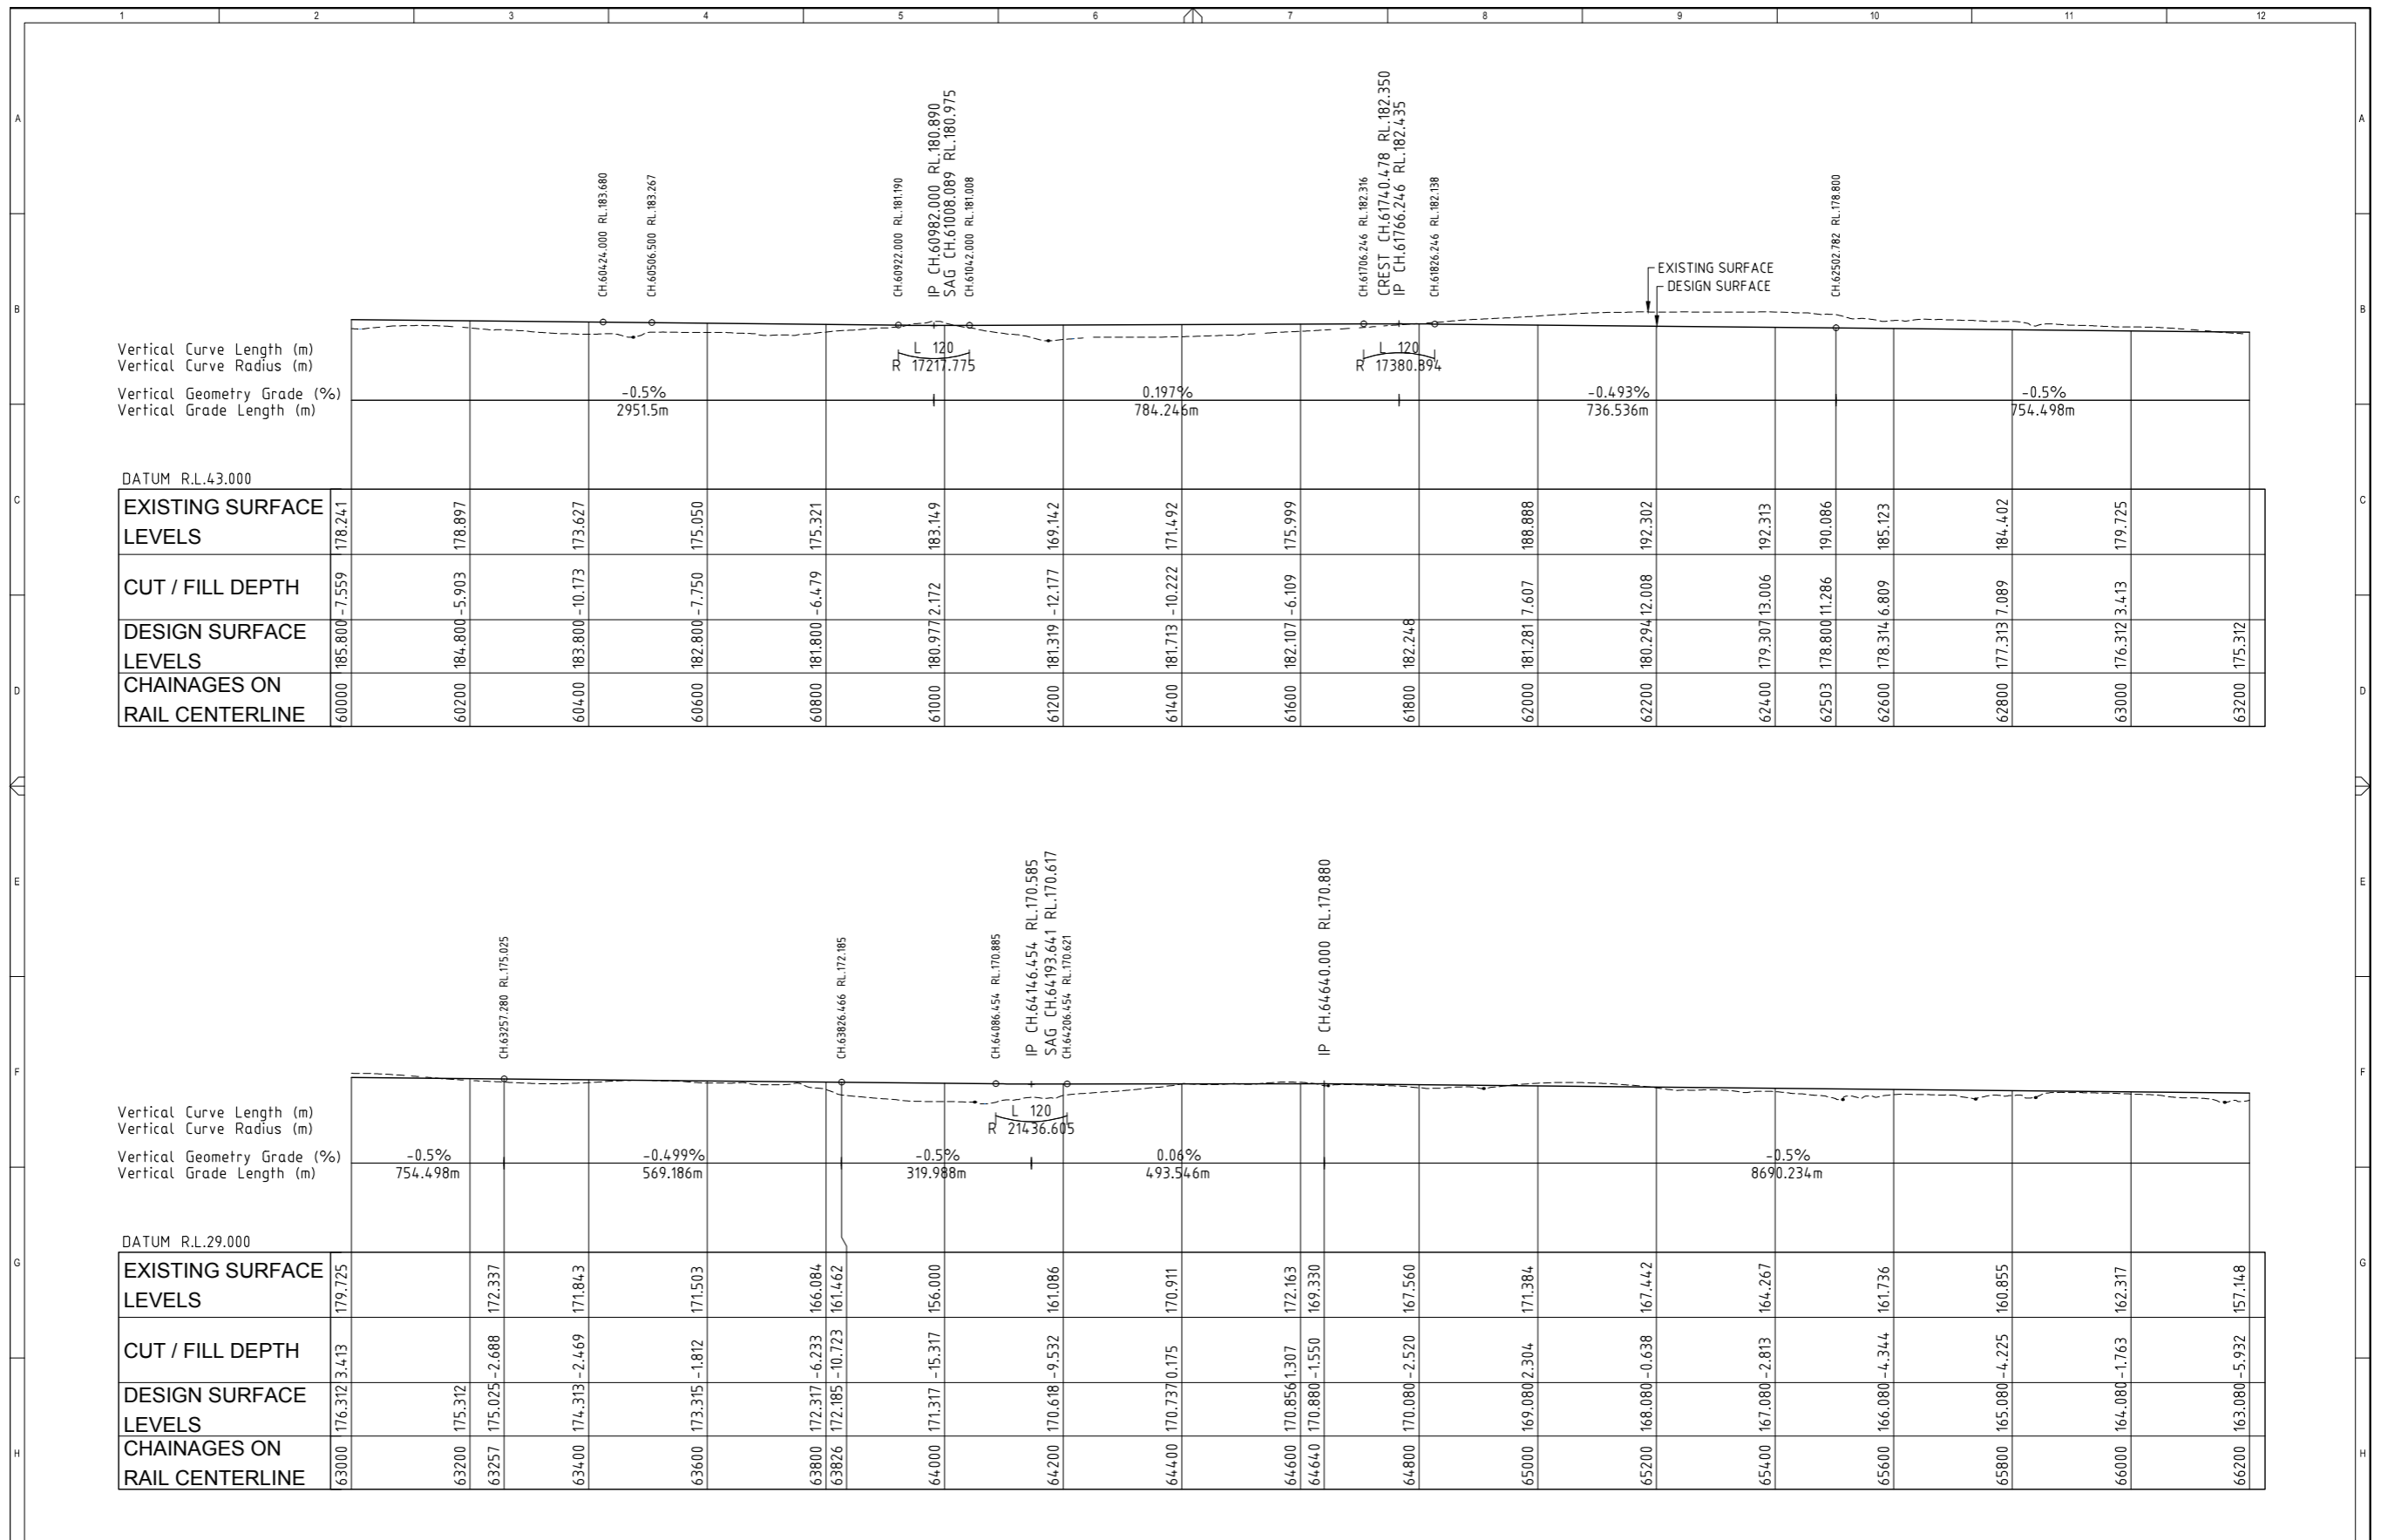 1 2 3 4 5 6 7 8 9 10 11 12
A A
CH.60424.000 RL.183.680
CH.60506.500 RL.183.267
CH.60922.000 RL.181.190
IP CH.60982.000 RL.180.890
SAG CH.61008.089 RL.180.975
CH.61042.000 RL.181.008
CH.61706.246 RL.182.316
CREST CH.61740.478 RL.182.350
IP CH.61766.246 RL.182.435
CH.61826.246 RL.182.138
CH.62502.782 RL.178.800
EXISTING SURFACE
DESIGN SURFACE
B B
Vertical Curve Length (m) L 120 L 120
Vertical Curve Radius (m) R 17217.775 R 17380.894
Vertical Geometry Grade (%) -0.5% 0.197% -0.493% -0.5%
Vertical Grade Length (m) 2951.5m 784.246m 736.536m 754.498m
DATUM R.L.43.000
C C
EXISTING SURFACE LEVELS 178.241 178.897 173.627 175.050 175.321 183.149 169.142 171.492 175.999 188.888 192.302 192.313 190.086 185.123 184.402 179.725
CUT / FILL DEPTH -7.559 -5.903 -10.173 -7.750 -6.479 2.172 -12.177 -10.222 -6.109 7.607 12.008 13.006 11.286 6.809 7.089 3.413
DESIGN SURFACE LEVELS 185.800 184.800 183.800 182.800 181.800 180.977 181.319 181.713 182.107 182.248 181.281 180.294 179.307 178.800 178.314 177.313 176.312 175.312
D D
CHAINAGES ON RAIL CENTERLINE 60000 60200 60400 60600 60800 61000 61200 61400 61600 61800 62000 62200 62400 62503 62600 62800 63000 63200
E E
CH.63257.280 RL.175.025
CH.63826.466 RL.172.185
CH.64086.454 RL.170.885
IP CH.64146.454 RL.170.585
SAG CH.64193.641 RL.170.617
CH.64206.454 RL.170.621
IP CH.64640.000 RL.170.880
F F
Vertical Curve Length (m) L 120
Vertical Curve Radius (m) R 21436.605
Vertical Geometry Grade (%) -0.5% -0.499% -0.5% 0.06% -0.5%
Vertical Grade Length (m) 754.498m 569.186m 319.988m 493.546m 8690.234m
DATUM R.L.29.000
G G
EXISTING SURFACE LEVELS 179.725 172.337 171.843 171.503 166.084 161.462 156.000 161.086 170.911 172.163 169.330 167.560 171.384 167.442 164.267 161.736 160.855 162.317 157.148
CUT / FILL DEPTH 3.413 -2.688 -2.469 -1.812 -6.233 -10.723 -15.317 -9.532 0.175 1.307 -1.550 -2.520 2.304 -0.638 -2.813 -4.344 -4.225 -1.763 -5.932
DESIGN SURFACE LEVELS 176.312 175.312 175.025 174.313 173.315 172.317 172.185 171.317 170.618 170.737 170.856 170.880 170.080 169.080 168.080 167.080 166.080 165.080 164.080 163.080
H H
CHAINAGES ON RAIL CENTERLINE 63000 63200 63257 63400 63600 63800 63826 64000 64200 64400 64600 64640 64800 65000 65200 65400 65600 65800 66000 66200